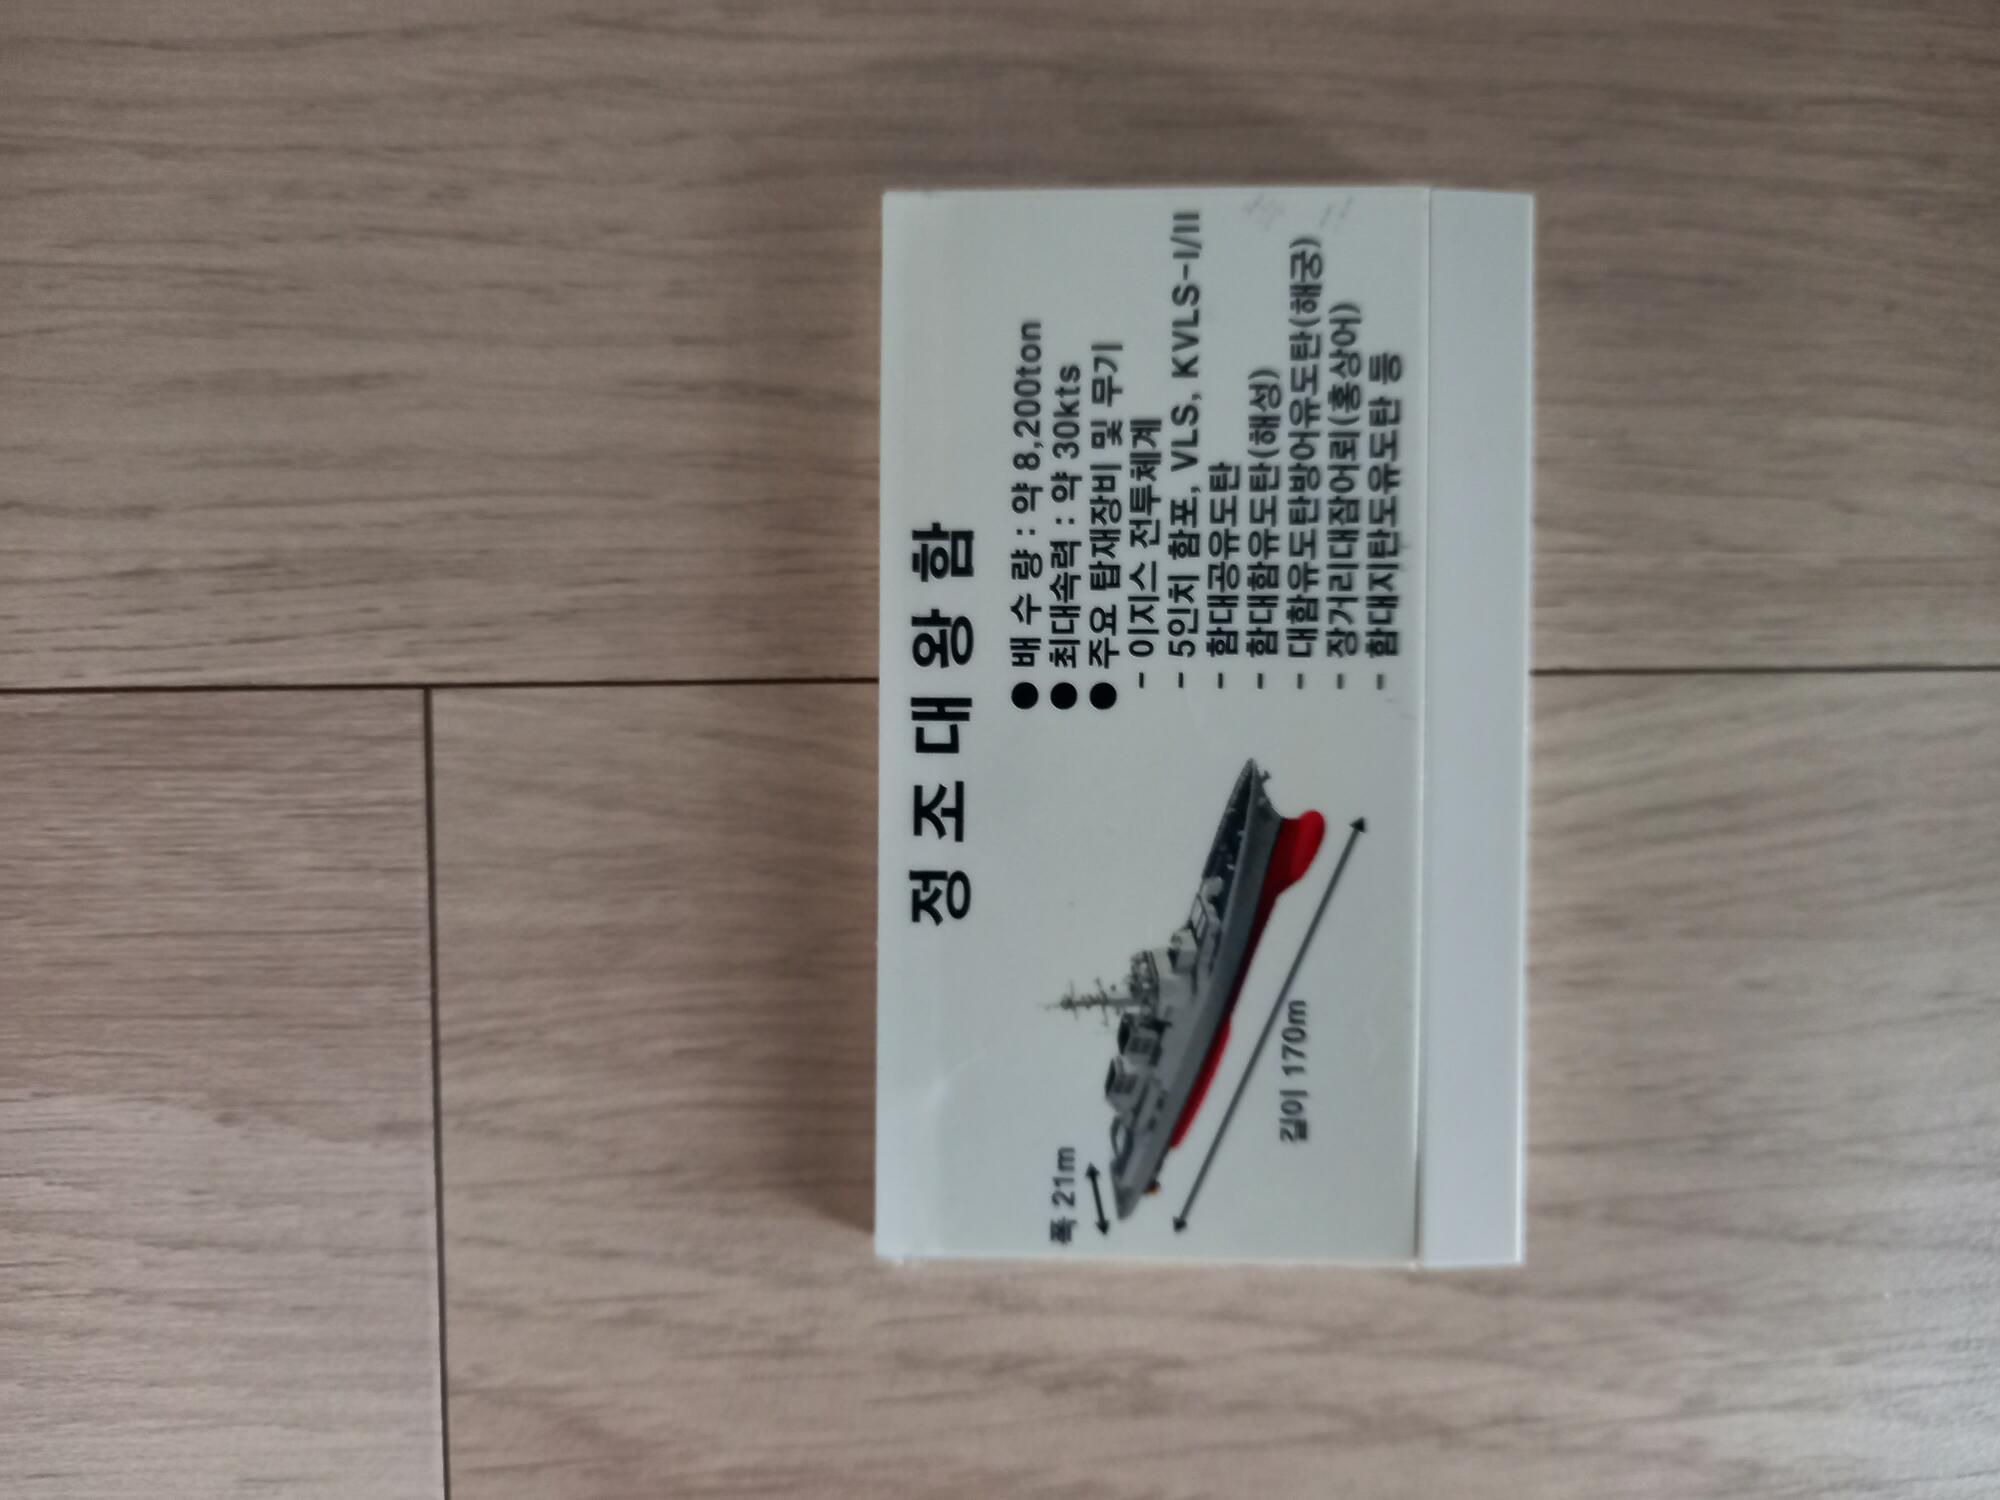 정조대왕함
● 배 수 량 : 약 8,200ton
● 최대속력 : 약 30kts
● 주요 탑재장비 및 무기
- 이지스 전투체계
- 5인치 함포, VLS, KVLS-I/II
- 함대공유도탄
- 함대함유도탄(해성)
- 대함유도탄방어유도탄(해궁)
- 장거리대잠어뢰(홍상어)
- 함대지탄도유도탄 등
폭 21m
길이 170m